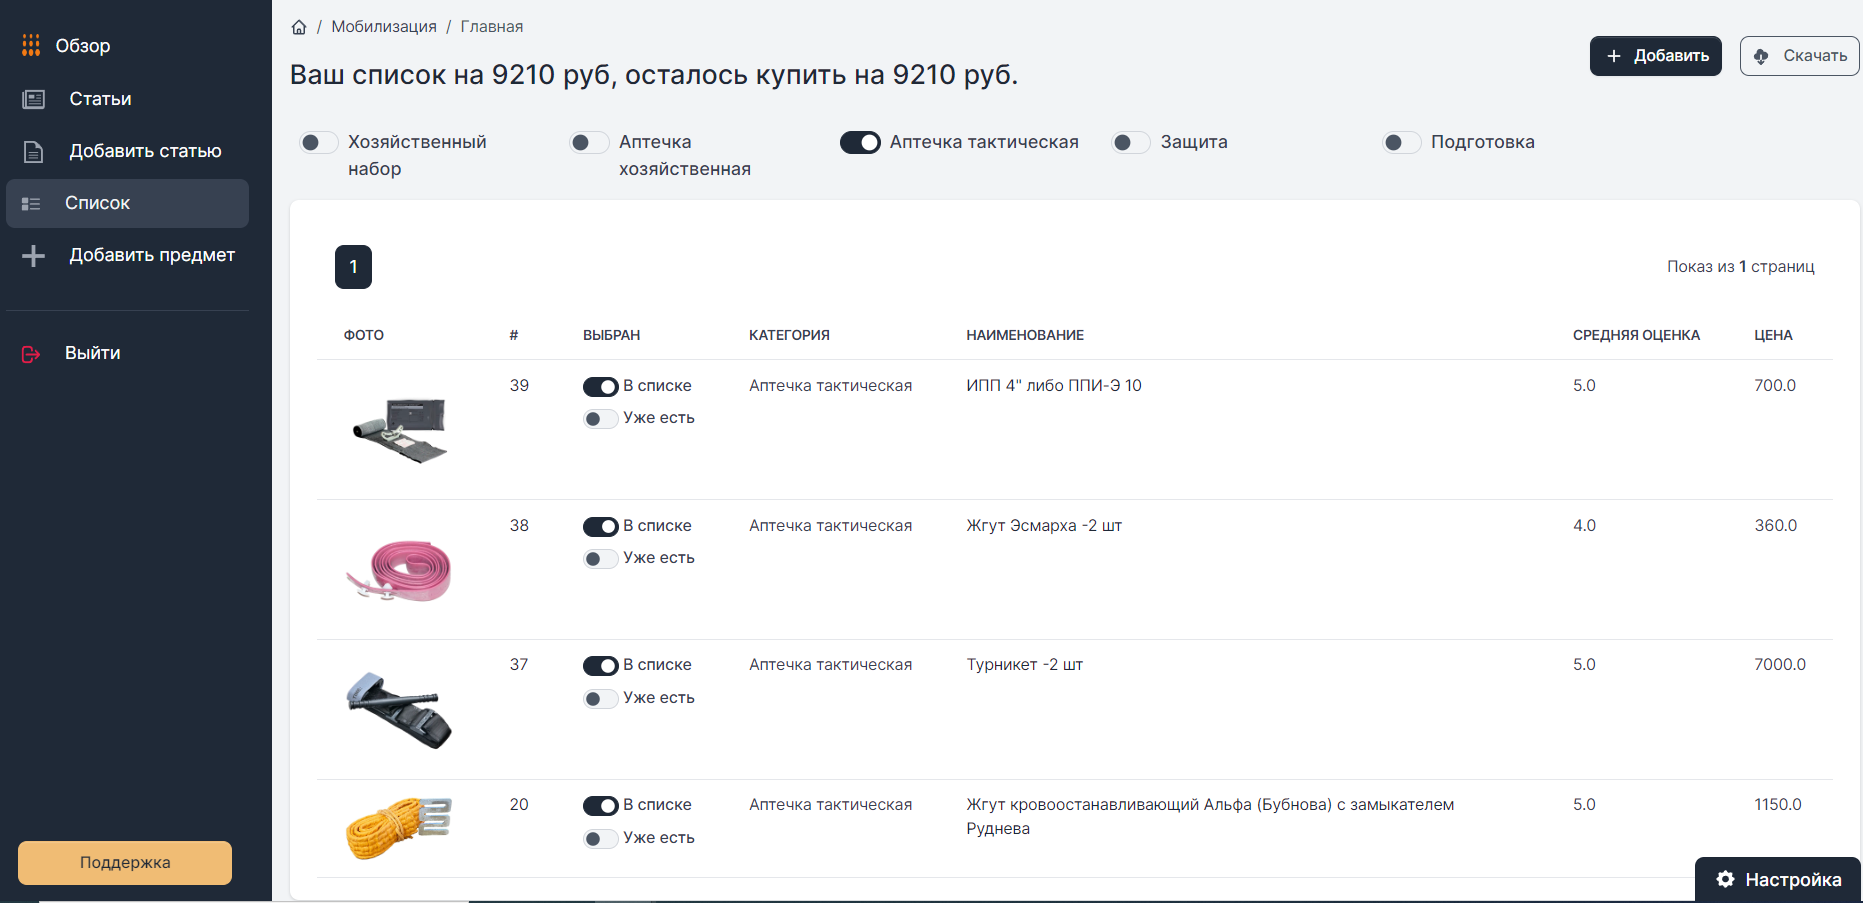 Обзор
Статьи
Добавить статью
Список
Добавить предмет
Выйти
Поддержка
/ Мобилизация / Главная
Ваш список на 9210 руб, осталось купить на 9210 руб.
+ Добавить
Скачать
Хозяйственный
набор
Аптечка
хозяйственная
Аптечка тактическая
Защита
Подготовка
1
Показ из 1 страниц
ФОТО # ВЫБРАН КАТЕГОРИЯ НАИМЕНОВАНИЕ СРЕДНЯЯ ОЦЕНКА ЦЕНА
39 В списке Аптечка тактическая ИПП 4" либо ППИ-Э 10 5.0 700.0
Уже есть
38 В списке Аптечка тактическая Жгут Эсмарха -2 шт 4.0 360.0
Уже есть
37 В списке Аптечка тактическая Турникет -2 шт 5.0 7000.0
Уже есть
20 В списке Аптечка тактическая Жгут кровоостанавливающий Альфа (Бубнова) с замыкателем 5.0 1150.0
Руднева
Уже есть
Настройка